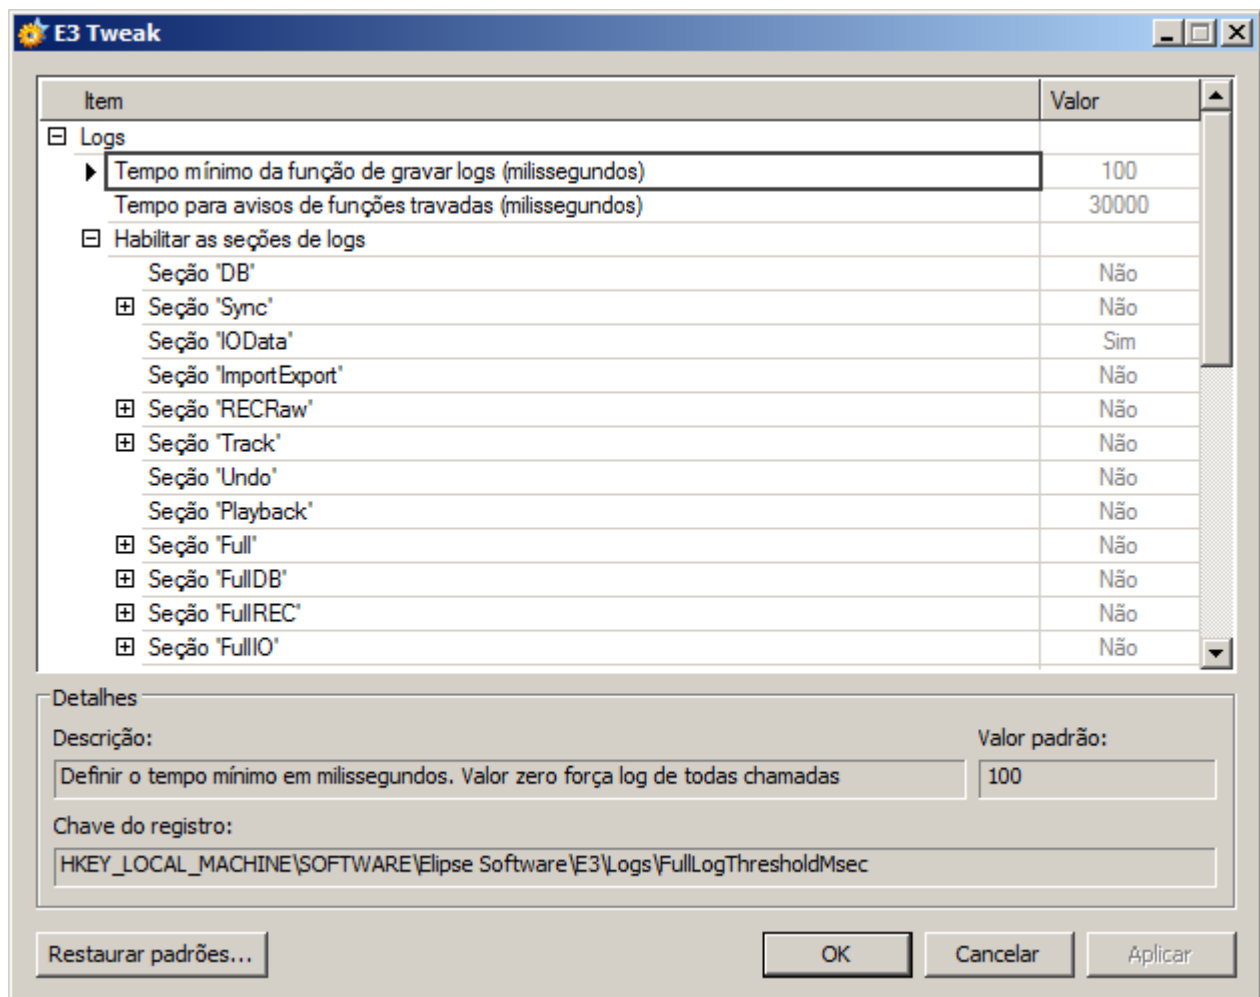 E3 Tweak
Item Valor
Logs
Tempo mínimo da função de gravar logs (milissegundos) 100
Tempo para avisos de funções travadas (milissegundos) 30000
Habilitar as seções de logs
Seção 'DB' Não
Seção 'Sync' Não
Seção 'IOData' Sim
Seção 'ImportExport' Não
Seção 'RECRaw' Não
Seção 'Track' Não
Seção 'Undo' Não
Seção 'Playback' Não
Seção 'Full' Não
Seção 'FullDB' Não
Seção 'FullREC' Não
Seção 'FullIO' Não
Detalhes
Descrição: Valor padrão:
Definir o tempo mínimo em milissegundos. Valor zero força log de todas chamadas 100
Chave do registro:
HKEY_LOCAL_MACHINE\SOFTWARE\Elipse Software\E3\Logs\FullLogThresholdMsec
Restaurar padrões... OK Cancelar Aplicar